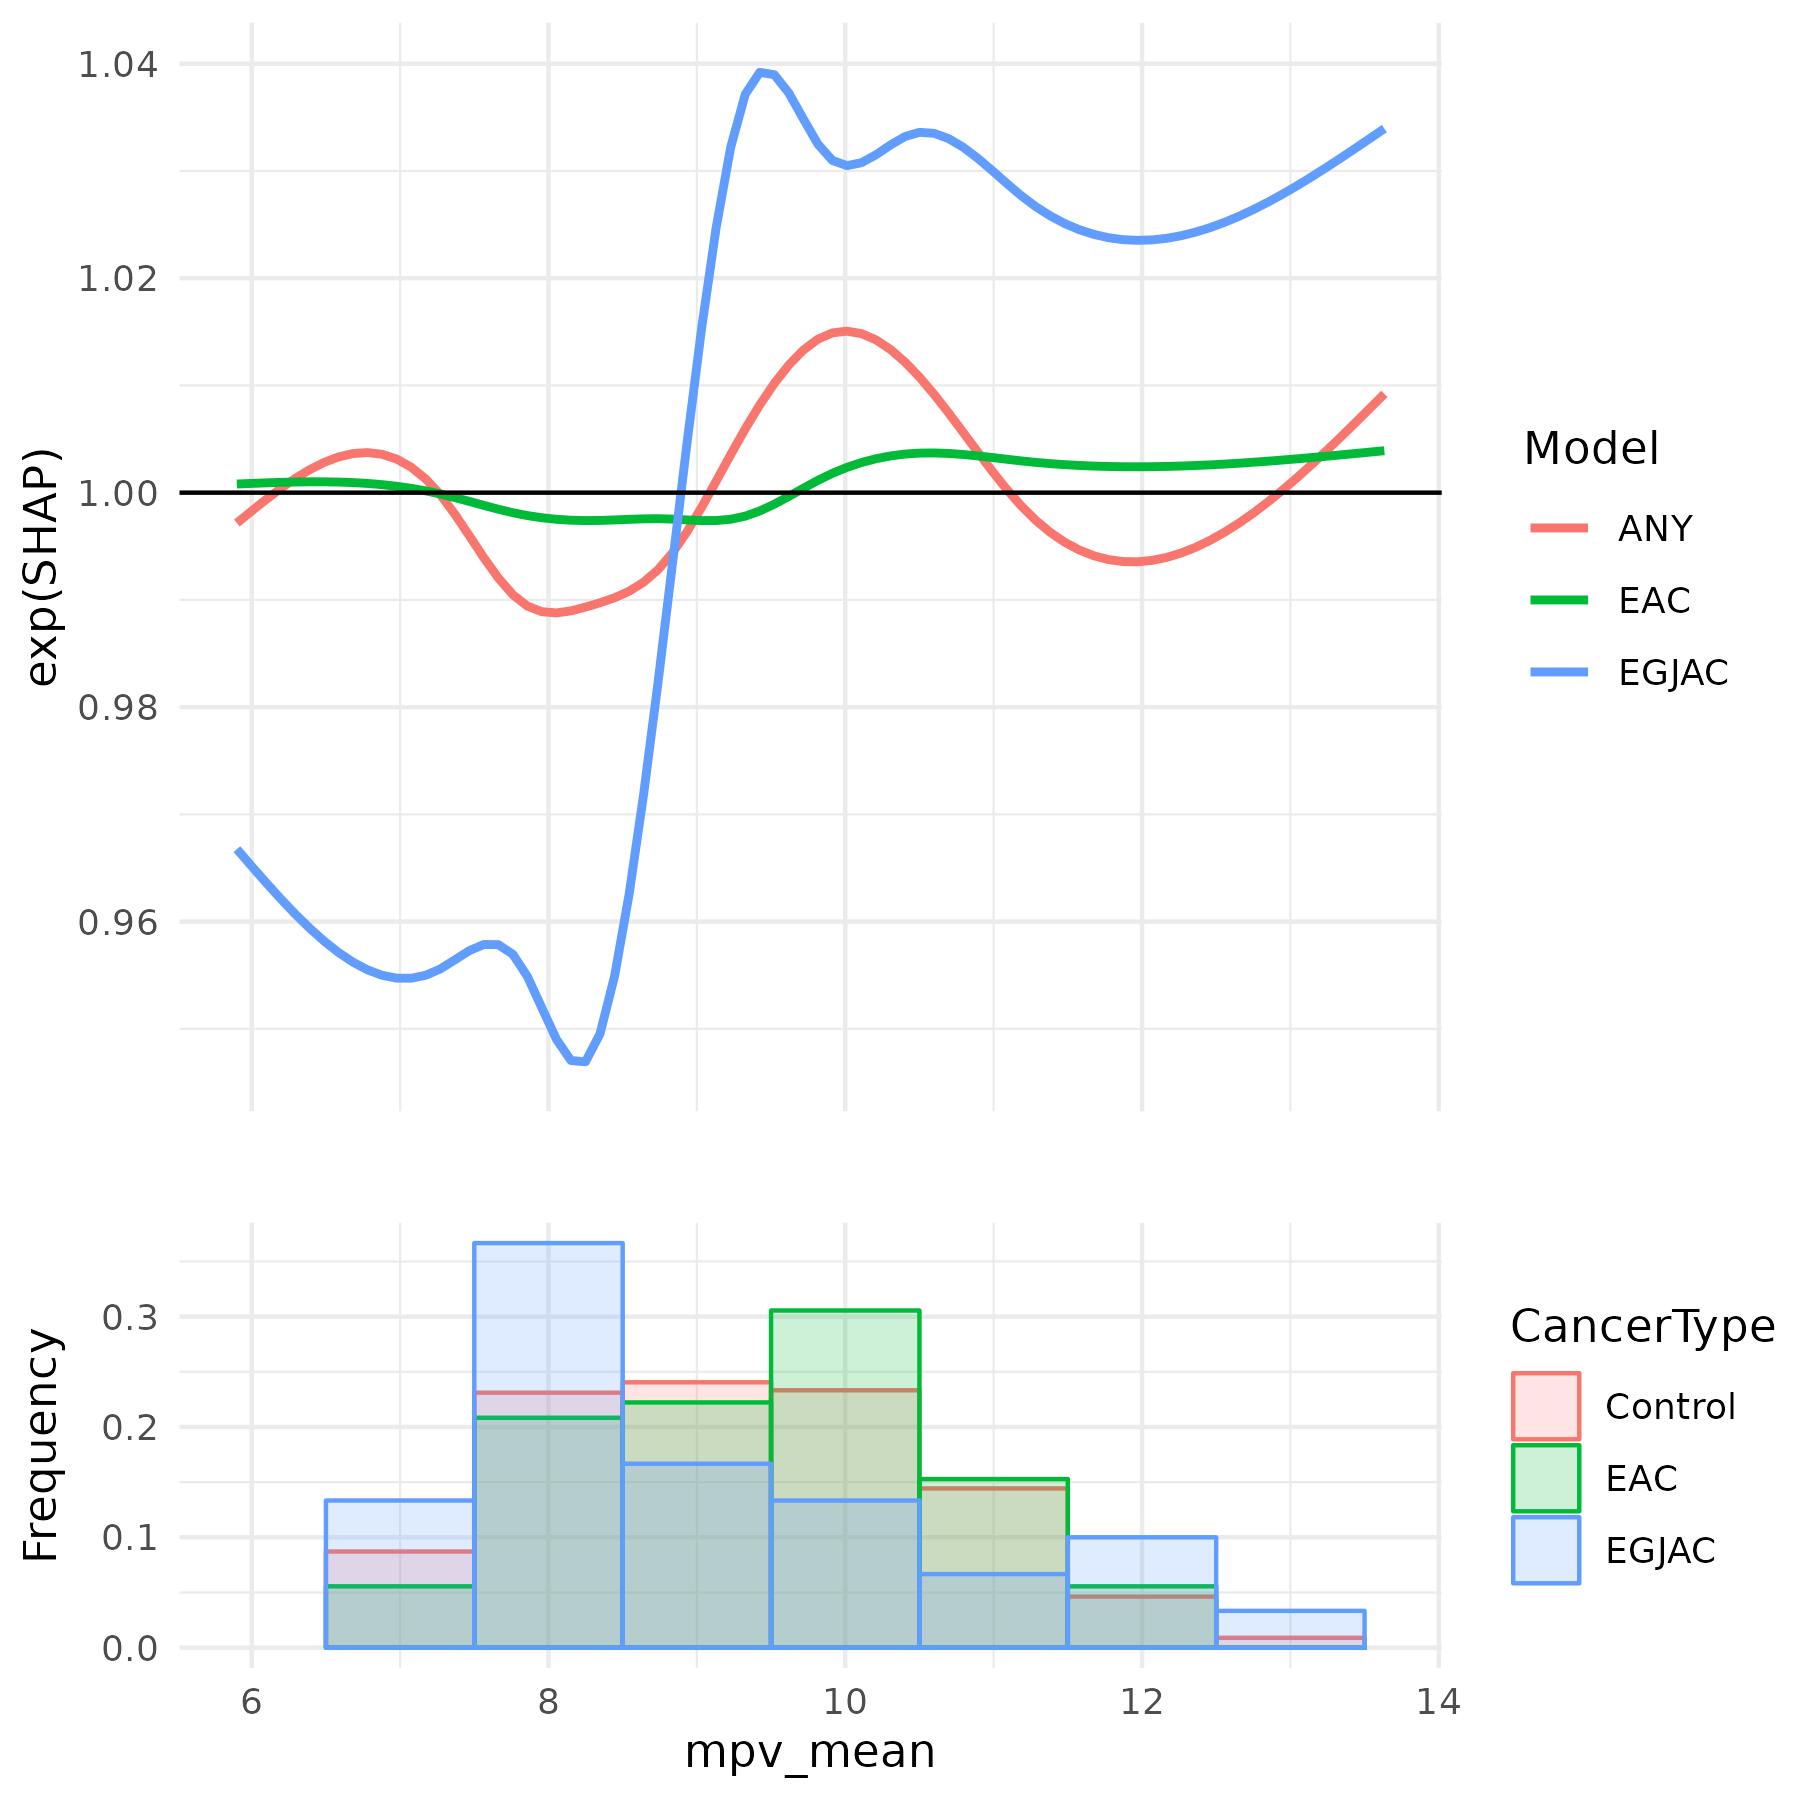 1.04
1.02
1.00
0.98
0.96
exp(SHAP)
Model
ANY
EAC
EGJAC
0.3
0.2
0.1
0.0
Frequency
6 8 10 12 14
mpv_mean
CancerType
Control
EAC
EGJAC